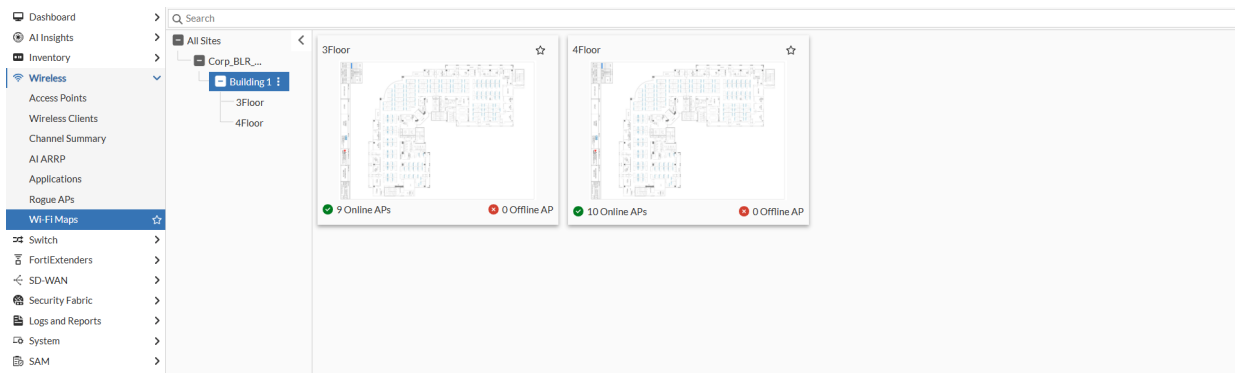 Dashboard
AI Insights
Inventory
Wireless
Access Points
Wireless Clients
Channel Summary
AI ARRP
Applications
Rogue APs
Wi-Fi Maps
Switch
FortiExtenders
SD-WAN
Security Fabric
Logs and Reports
System
SAM
Search
All Sites
Corp_BLR_...
Building 1
3Floor
4Floor
3Floor
9 Online APs
0 Offline AP
4Floor
10 Online APs
0 Offline AP